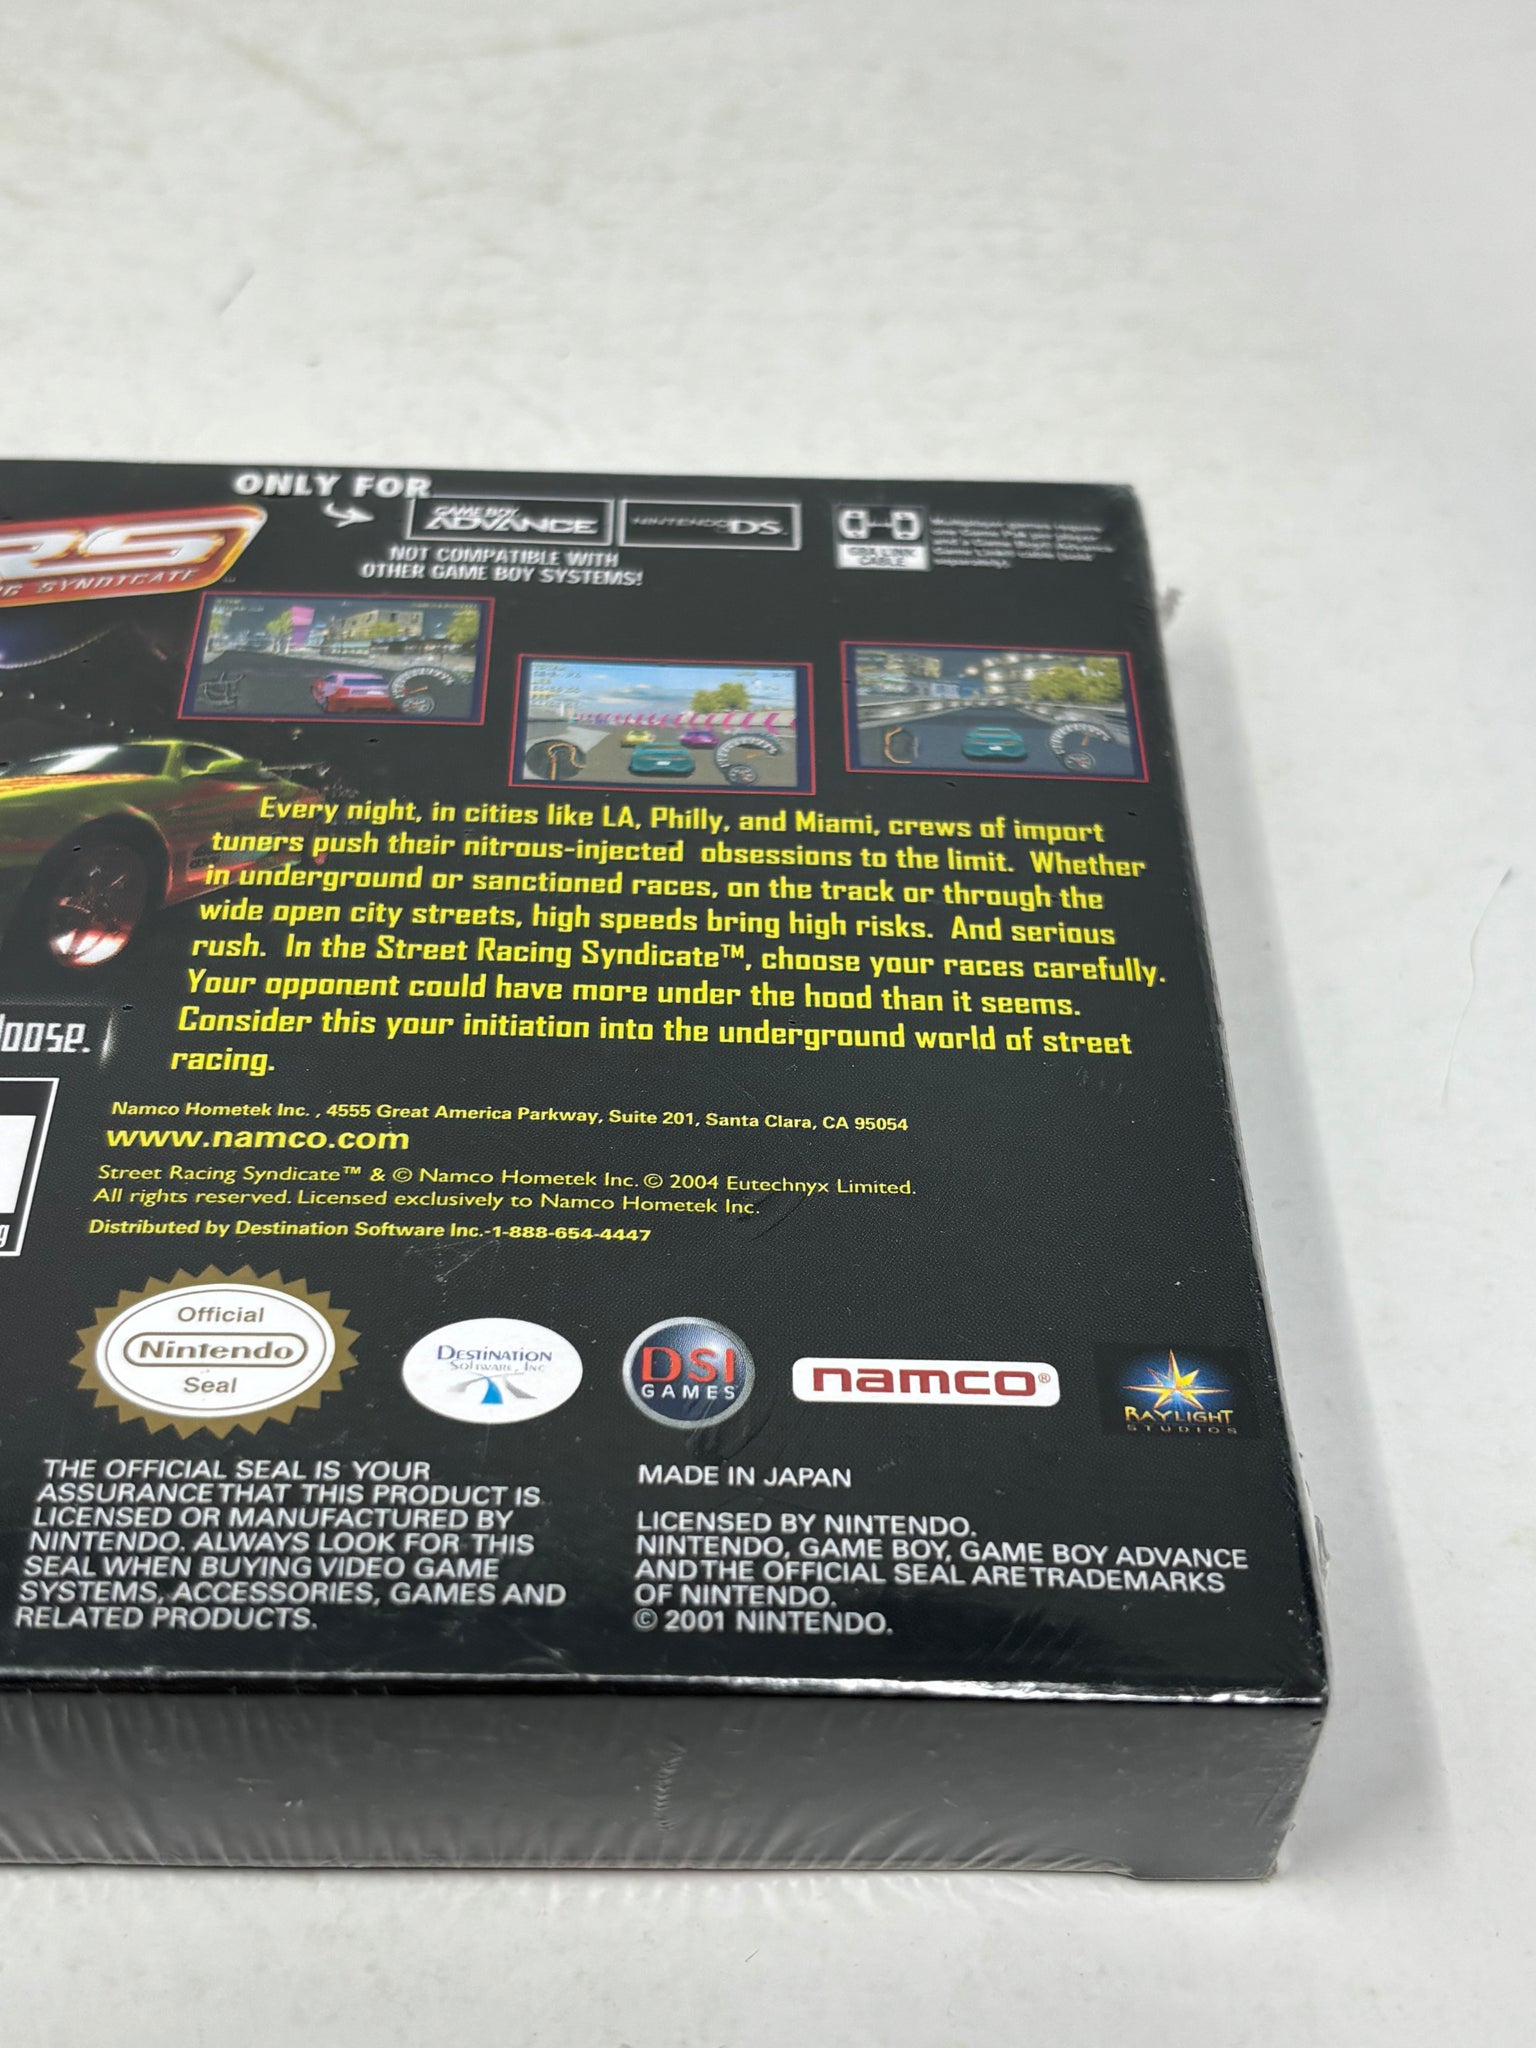 ONLY FOR
GAME BOY
ADVANCE
NINTENDO DS
NOT COMPATIBLE WITH
OTHER GAME BOY SYSTEMS!
GBA LINK
CABLE
RS
SYNDICATE
Every night, in cities like LA, Philly, and Miami, crews of import
tuners push their nitrous-injected obsessions to the limit. Whether
in underground or sanctioned races, on the track or through the
wide open city streets, high speeds bring high risks. And serious
rush. In the Street Racing Syndicate™, choose your races carefully.
Your opponent could have more under the hood than it seems.
Consider this your initiation into the underground world of street
racing.
loose.
Namco Hometek Inc. , 4555 Great America Parkway, Suite 201, Santa Clara, CA 95054
www.namco.com
Street Racing Syndicate™ & © Namco Hometek Inc. © 2004 Eutechnyx Limited.
All rights reserved. Licensed exclusively to Namco Hometek Inc.
Distributed by Destination Software Inc.-1-888-654-4447
Official
Nintendo
Seal
DESTINATION
SOFTWARE, INC
DSI
GAMES
namco®
RAYLIGHT
STUDIOS
THE OFFICIAL SEAL IS YOUR
ASSURANCE THAT THIS PRODUCT IS
LICENSED OR MANUFACTURED BY
NINTENDO. ALWAYS LOOK FOR THIS
SEAL WHEN BUYING VIDEO GAME
SYSTEMS, ACCESSORIES, GAMES AND
RELATED PRODUCTS.
MADE IN JAPAN
LICENSED BY NINTENDO.
NINTENDO, GAME BOY, GAME BOY ADVANCE
AND THE OFFICIAL SEAL ARE TRADEMARKS
OF NINTENDO.
© 2001 NINTENDO.